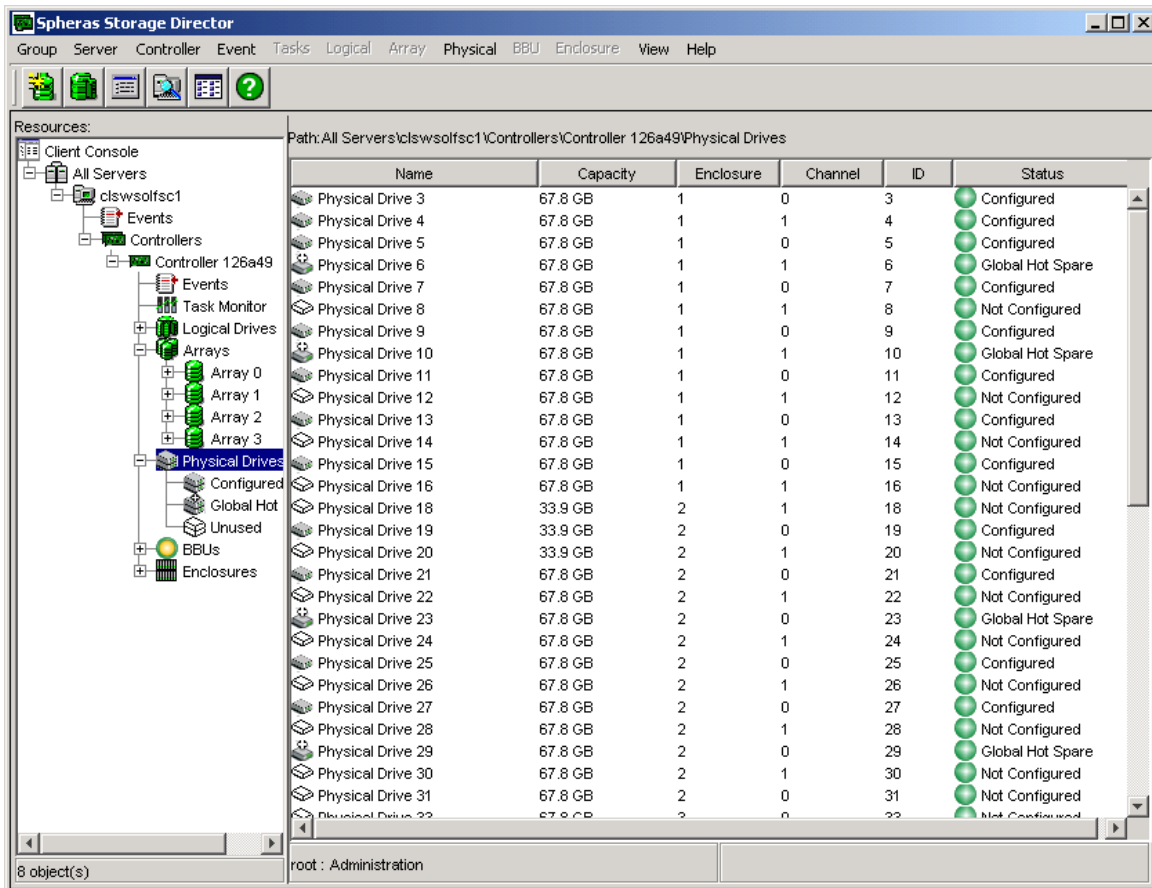 Spheras Storage Director
Group Server Controller Event Tasks Logical Array Physical BBU Enclosure View Help
Resources:
Client Console
All Servers
clswsolfsc1
Events
Controllers
Controller 126a49
Events
Task Monitor
Logical Drives
Arrays
Array 0
Array 1
Array 2
Array 3
Physical Drives
Configured
Global Hot
Unused
BBUs
Enclosures
8 object(s)
Path:All Servers\clswsolfsc1\Controllers\Controller 126a49\Physical Drives
Name Capacity Enclosure Channel ID Status
Physical Drive 3 67.8 GB 1 0 3 Configured
Physical Drive 4 67.8 GB 1 1 4 Configured
Physical Drive 5 67.8 GB 1 0 5 Configured
Physical Drive 6 67.8 GB 1 1 6 Global Hot Spare
Physical Drive 7 67.8 GB 1 0 7 Configured
Physical Drive 8 67.8 GB 1 1 8 Not Configured
Physical Drive 9 67.8 GB 1 0 9 Configured
Physical Drive 10 67.8 GB 1 1 10 Global Hot Spare
Physical Drive 11 67.8 GB 1 0 11 Configured
Physical Drive 12 67.8 GB 1 1 12 Not Configured
Physical Drive 13 67.8 GB 1 0 13 Configured
Physical Drive 14 67.8 GB 1 1 14 Not Configured
Physical Drive 15 67.8 GB 1 0 15 Configured
Physical Drive 16 67.8 GB 1 1 16 Not Configured
Physical Drive 18 33.9 GB 2 1 18 Not Configured
Physical Drive 19 33.9 GB 2 0 19 Configured
Physical Drive 20 33.9 GB 2 1 20 Not Configured
Physical Drive 21 67.8 GB 2 0 21 Configured
Physical Drive 22 67.8 GB 2 1 22 Not Configured
Physical Drive 23 67.8 GB 2 0 23 Global Hot Spare
Physical Drive 24 67.8 GB 2 1 24 Not Configured
Physical Drive 25 67.8 GB 2 0 25 Configured
Physical Drive 26 67.8 GB 2 1 26 Not Configured
Physical Drive 27 67.8 GB 2 0 27 Configured
Physical Drive 28 67.8 GB 2 1 28 Not Configured
Physical Drive 29 67.8 GB 2 0 29 Global Hot Spare
Physical Drive 30 67.8 GB 2 1 30 Not Configured
Physical Drive 31 67.8 GB 2 0 31 Not Configured
root : Administration